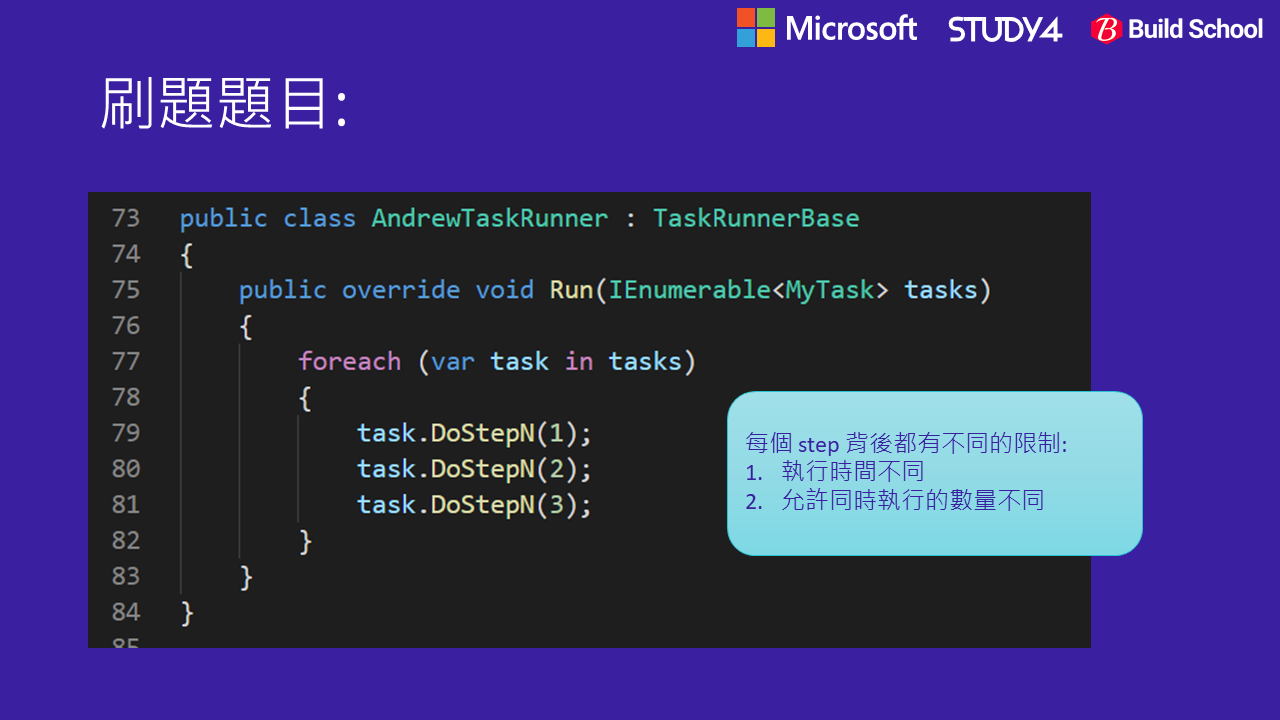 Microsoft STUDY4 Build School
刷題題目:
73 public class AndrewTaskRunner : TaskRunnerBase
74 {
75 public override void Run(IEnumerable<MyTask> tasks)
76 {
77 foreach (var task in tasks)
78 {
79 task.DoStepN(1);
80 task.DoStepN(2);
81 task.DoStepN(3);
82 }
83 }
84 }
85
每個 step 背後都有不同的限制:
1. 執行時間不同
2. 允許同時執行的數量不同